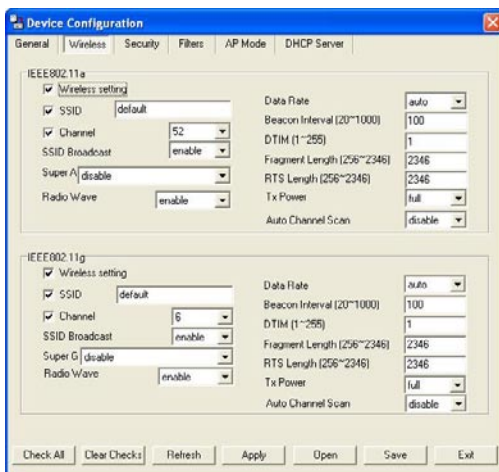 Device Configuration
General Wireless Security Filters AP Mode DHCP Server
IEEE802.11a
Wireless setting
SSID default
Channel 52
SSID Broadcast enable
Super A disable
Radio Wave enable
Data Rate auto
Beacon Interval (20~1000) 100
DTIM (1~255) 1
Fragment Length (256~2346) 2346
RTS Length (256~2346) 2346
Tx Power full
Auto Channel Scan disable
IEEE802.11g
Wireless setting
SSID default
Channel 6
SSID Broadcast enable
Super G disable
Radio Wave enable
Data Rate auto
Beacon Interval (20~1000) 100
DTIM (1~255) 1
Fragment Length (256~2346) 2346
RTS Length (256~2346) 2346
Tx Power full
Auto Channel Scan disable
Check All Clear Checks Refresh Apply Open Save Exit